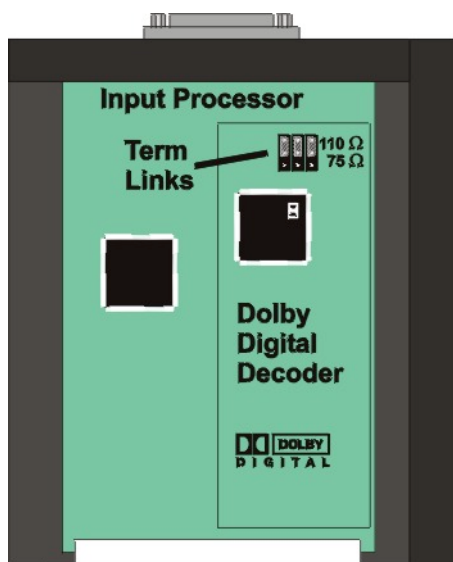 Input Processor
Term
Links
110 Ω
75 Ω
Dolby
Digital
Decoder
DOLBY
DIGITAL